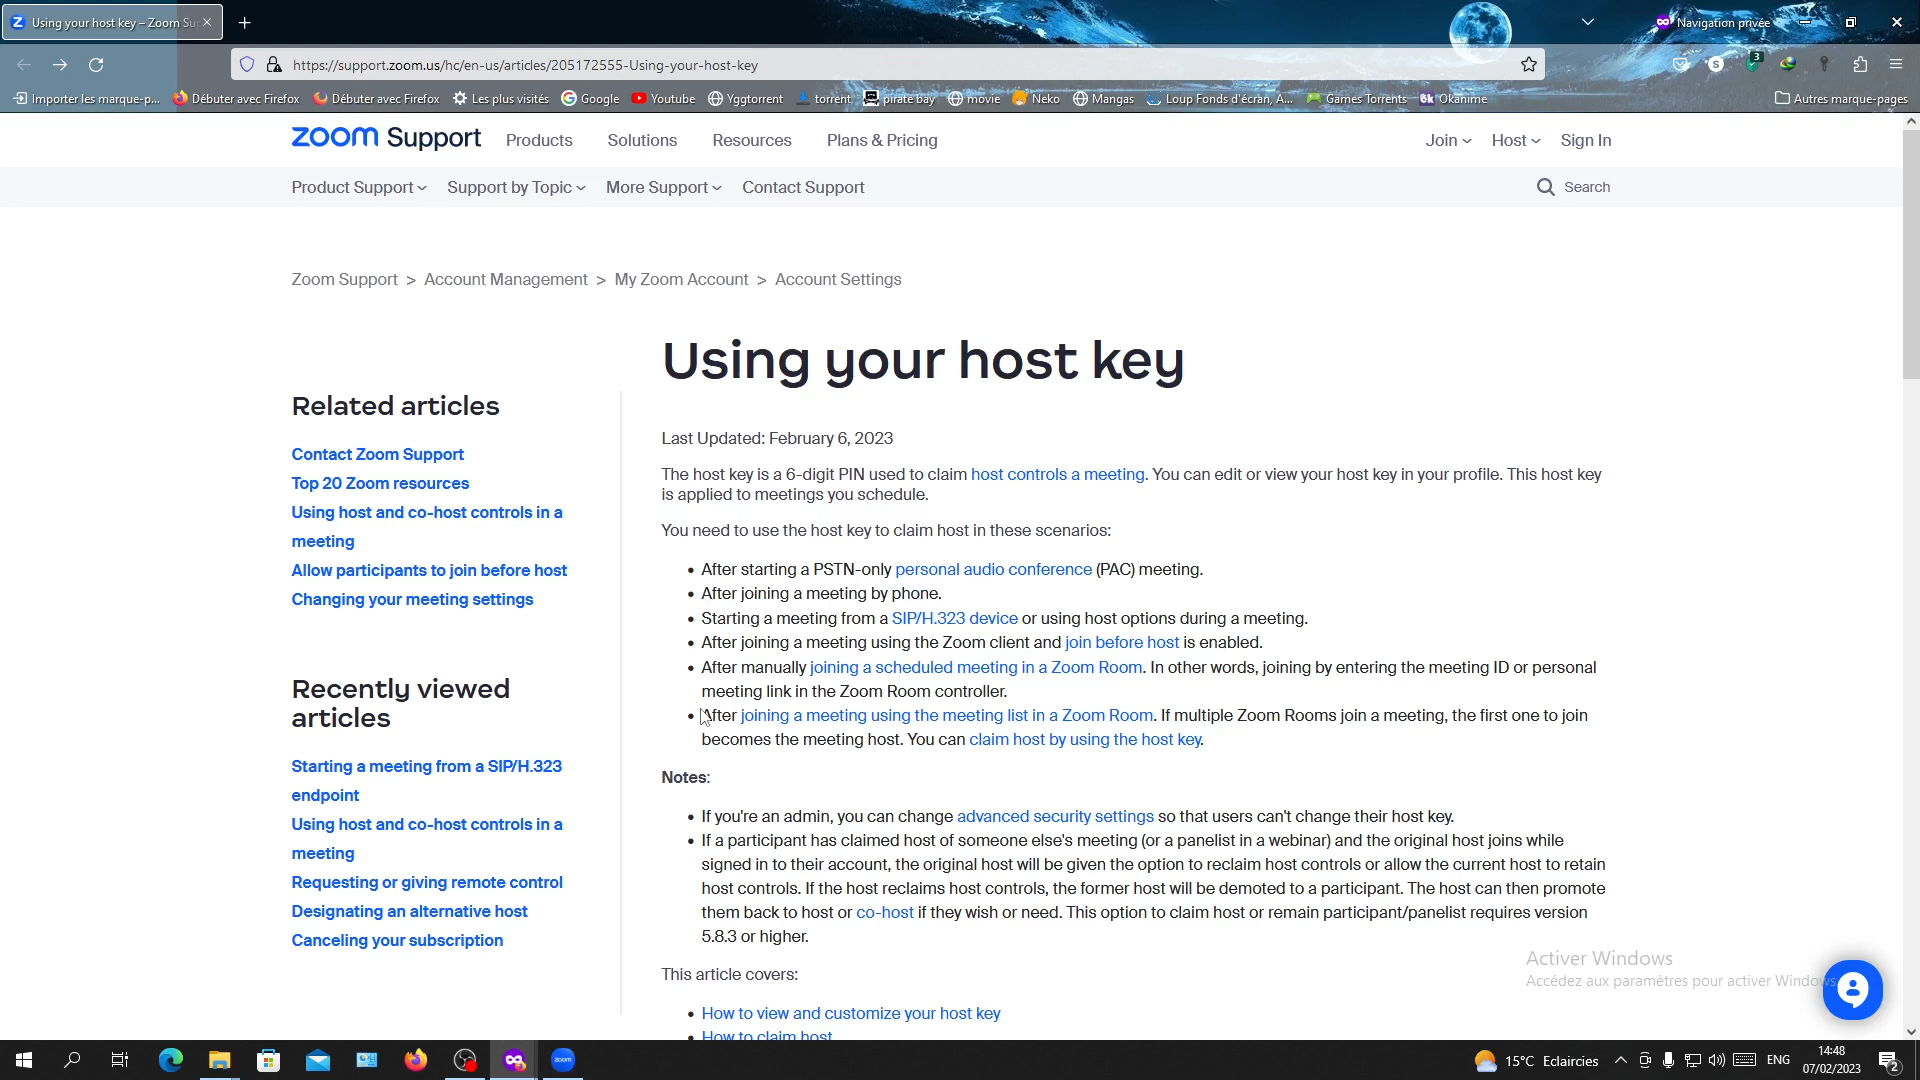 Using your host key – Zoom Su
Navigation privée
https://support.zoom.us/hc/en-us/articles/205172555-Using-your-host-key
S
3
Importer les marque-p...
Débuter avec Firefox
Débuter avec Firefox
Les plus visités
Google
Youtube
Yggtorrent
torrent
pirate bay
movie
Neko
Mangas
Loup Fonds d'écran, A...
Games Torrents
Okanime
Autres marque-pages
zoom Support
Products
Solutions
Resources
Plans & Pricing
Join
Host
Sign In
Product Support
Support by Topic
More Support
Contact Support
Search
Zoom Support > Account Management > My Zoom Account > Account Settings
Using your host key
Related articles
Contact Zoom Support
Top 20 Zoom resources
Using host and co-host controls in a
meeting
Allow participants to join before host
Changing your meeting settings
Recently viewed
articles
Starting a meeting from a SIP/H.323
endpoint
Using host and co-host controls in a
meeting
Requesting or giving remote control
Designating an alternative host
Canceling your subscription
Last Updated: February 6, 2023
The host key is a 6-digit PIN used to claim host controls a meeting. You can edit or view your host key in your profile. This host key
is applied to meetings you schedule.
You need to use the host key to claim host in these scenarios:
• After starting a PSTN-only personal audio conference (PAC) meeting.
• After joining a meeting by phone.
• Starting a meeting from a SIP/H.323 device or using host options during a meeting.
• After joining a meeting using the Zoom client and join before host is enabled.
• After manually joining a scheduled meeting in a Zoom Room. In other words, joining by entering the meeting ID or personal
meeting link in the Zoom Room controller.
• After joining a meeting using the meeting list in a Zoom Room. If multiple Zoom Rooms join a meeting, the first one to join
becomes the meeting host. You can claim host by using the host key.
Notes:
• If you're an admin, you can change advanced security settings so that users can't change their host key.
• If a participant has claimed host of someone else's meeting (or a panelist in a webinar) and the original host joins while
signed in to their account, the original host will be given the option to reclaim host controls or allow the current host to retain
host controls. If the host reclaims host controls, the former host will be demoted to a participant. The host can then promote
them back to host or co-host if they wish or need. This option to claim host or remain participant/panelist requires version
5.8.3 or higher.
This article covers:
• How to view and customize your host key
• How to claim host
Activer Windows
Accédez aux paramètres pour activer Windows.
zoom
15°C Eclaircies
ENG
14:48
07/02/2023
2